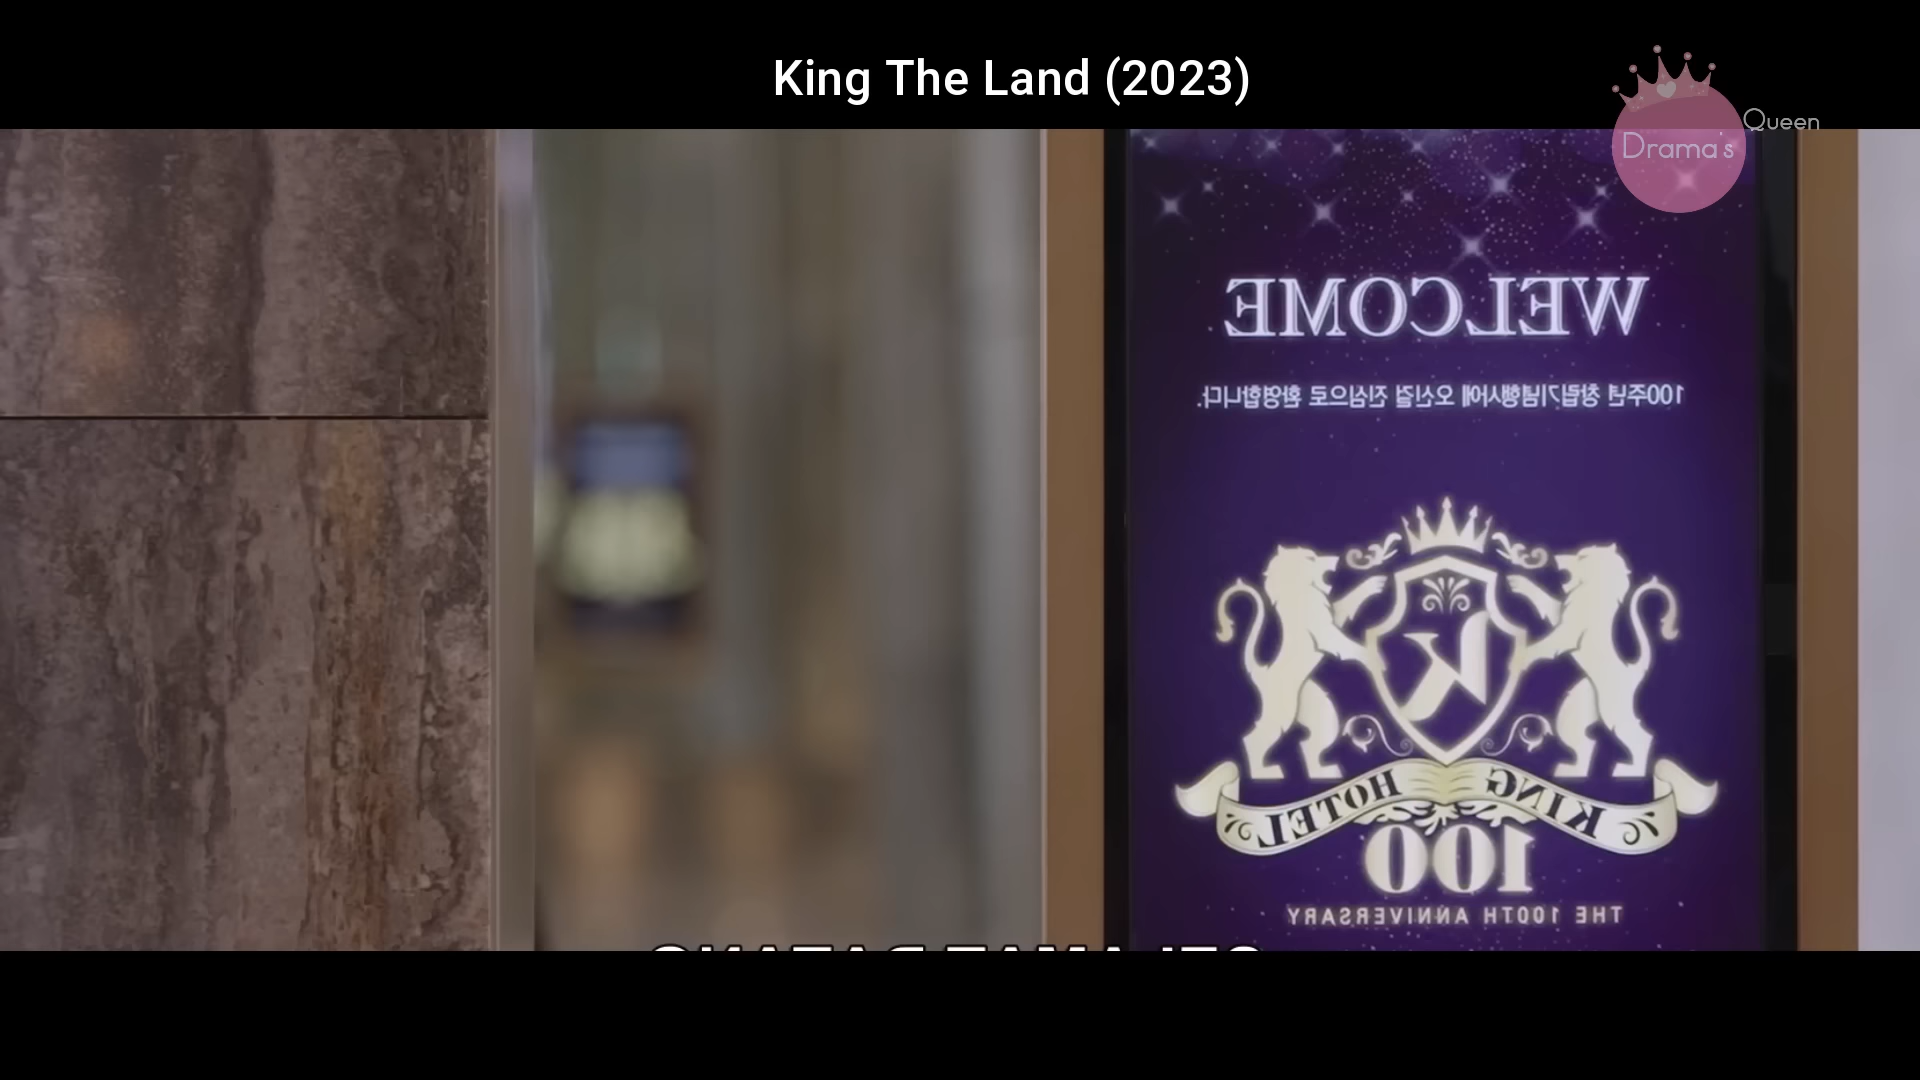 King The Land (2023)
Queen
Drama's
WELCOME
100주년 창립기념행사에 오신걸 진심으로 환영합니다.
K
KING HOTEL
100
THE 100TH ANNIVERSARY